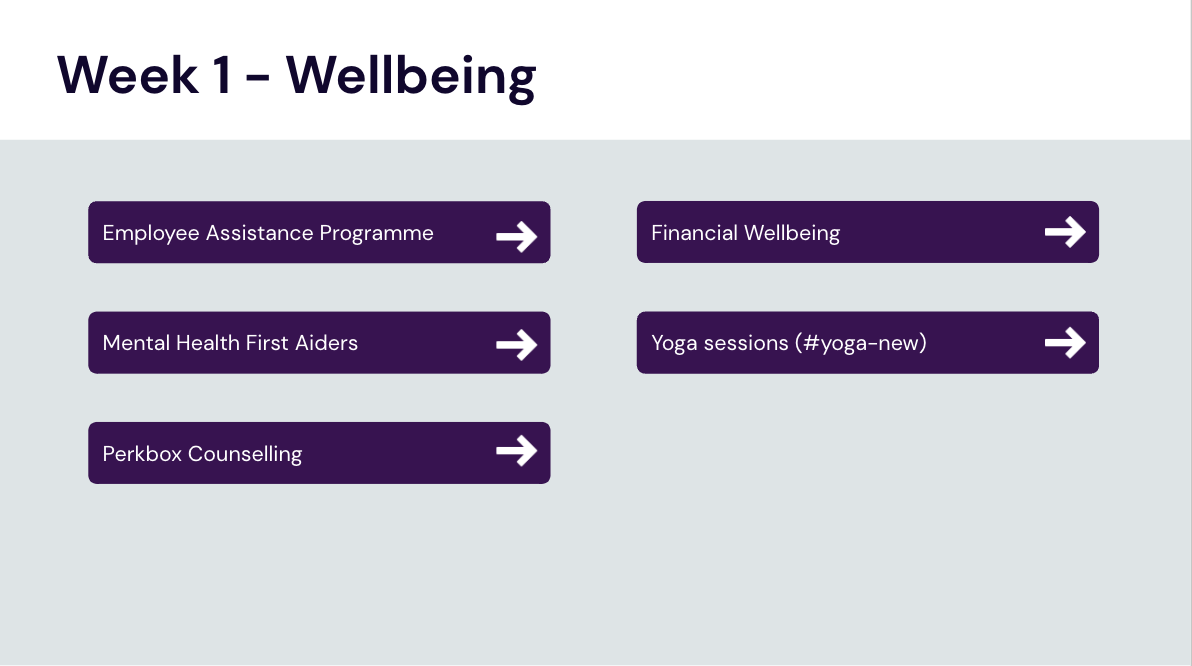 Week 1 - Wellbeing
Employee Assistance Programme
Financial Wellbeing
Mental Health First Aiders
Yoga sessions (#yoga-new)
Perkbox Counselling